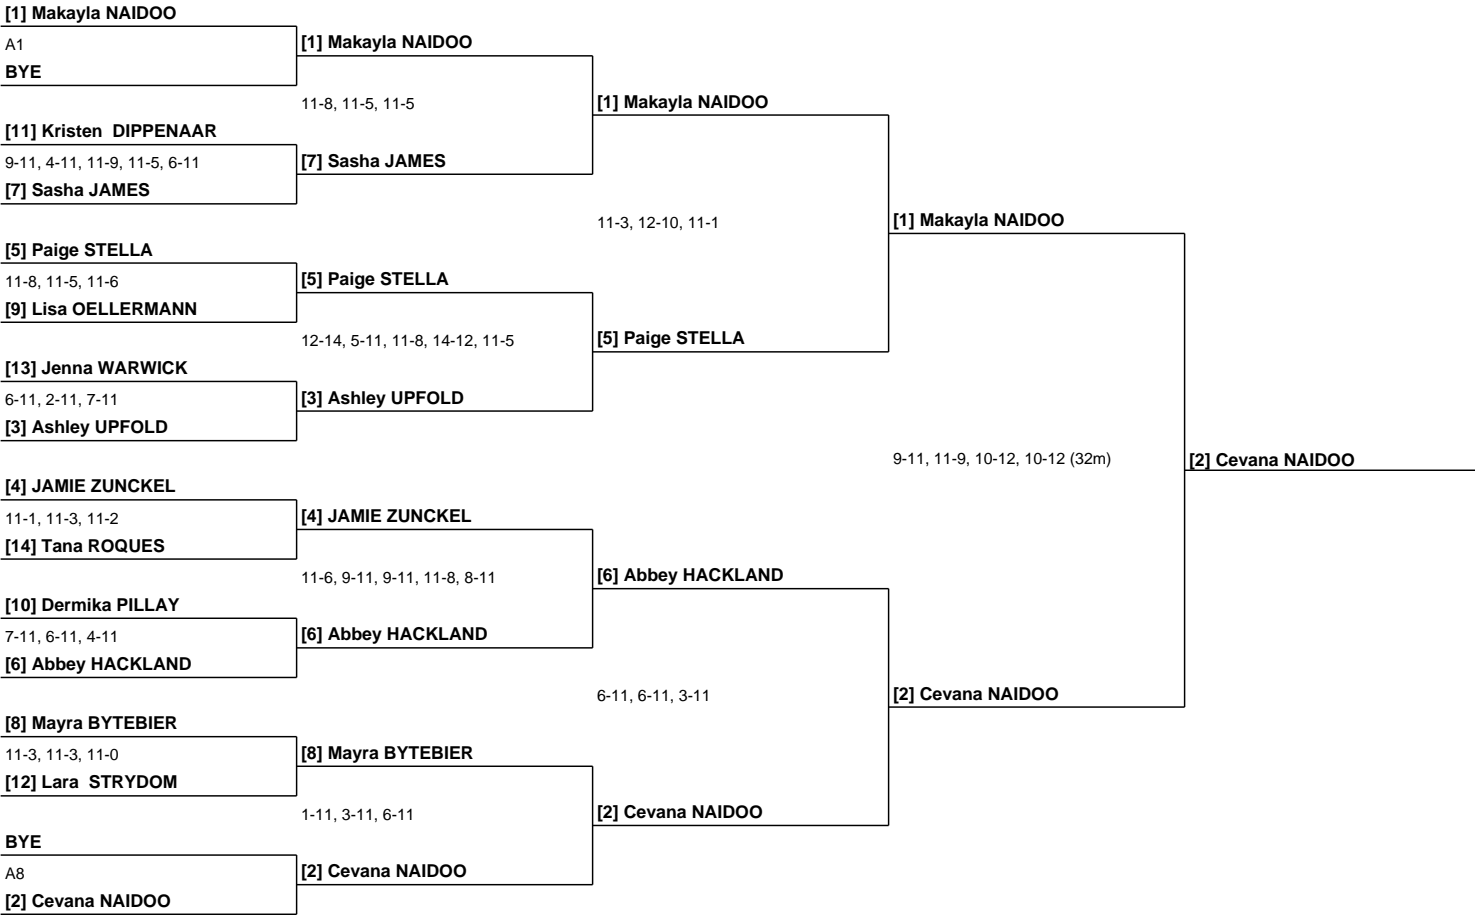 [1] Makayla NAIDOO
A1
BYE
[11] Kristen  DIPPENAAR
9-11, 4-11, 11-9, 11-5, 6-11
[7] Sasha JAMES
[5] Paige STELLA
11-8, 11-5, 11-6
[9] Lisa OELLERMANN
[13] Jenna WARWICK
6-11, 2-11, 7-11
[3] Ashley UPFOLD
[4] JAMIE ZUNCKEL
11-1, 11-3, 11-2
[14] Tana ROQUES
[10] Dermika PILLAY
7-11, 6-11, 4-11
[6] Abbey HACKLAND
[8] Mayra BYTEBIER
11-3, 11-3, 11-0
[12] Lara  STRYDOM
BYE
A8
[2] Cevana NAIDOO
[1] Makayla NAIDOO
11-8, 11-5, 11-5
[7] Sasha JAMES
[5] Paige STELLA
12-14, 5-11, 11-8, 14-12, 11-5
[3] Ashley UPFOLD
[4] JAMIE ZUNCKEL
11-6, 9-11, 9-11, 11-8, 8-11
[6] Abbey HACKLAND
[8] Mayra BYTEBIER
1-11, 3-11, 6-11
[2] Cevana NAIDOO
[1] Makayla NAIDOO
11-3, 12-10, 11-1
[5] Paige STELLA
[6] Abbey HACKLAND
6-11, 6-11, 3-11
[2] Cevana NAIDOO
[1] Makayla NAIDOO
9-11, 11-9, 10-12, 10-12 (32m)
[2] Cevana NAIDOO
[2] Cevana NAIDOO